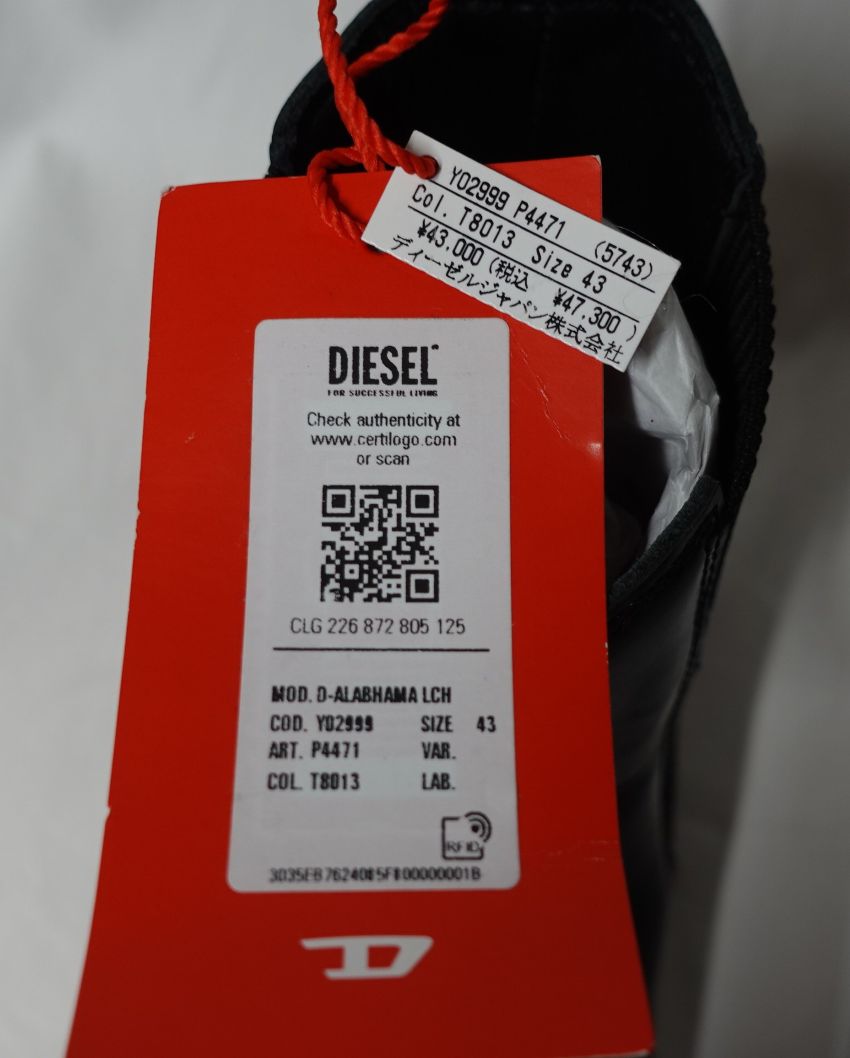 Y02999 P4471 (5743)
Col. T8013 Size 43
¥43,000 (税込 ¥47,300 )
ディーゼルジャパン株式会社
DIESEL
FOR SUCCESSFUL LIVING
Check authenticity at
www.certilogo.com
or scan
CLG 226 872 805 125
MOD. D-ALABHAMA LCH
COD. Y02999 SIZE 43
ART. P4471 VAR.
COL. T8013 LAB.
RFID